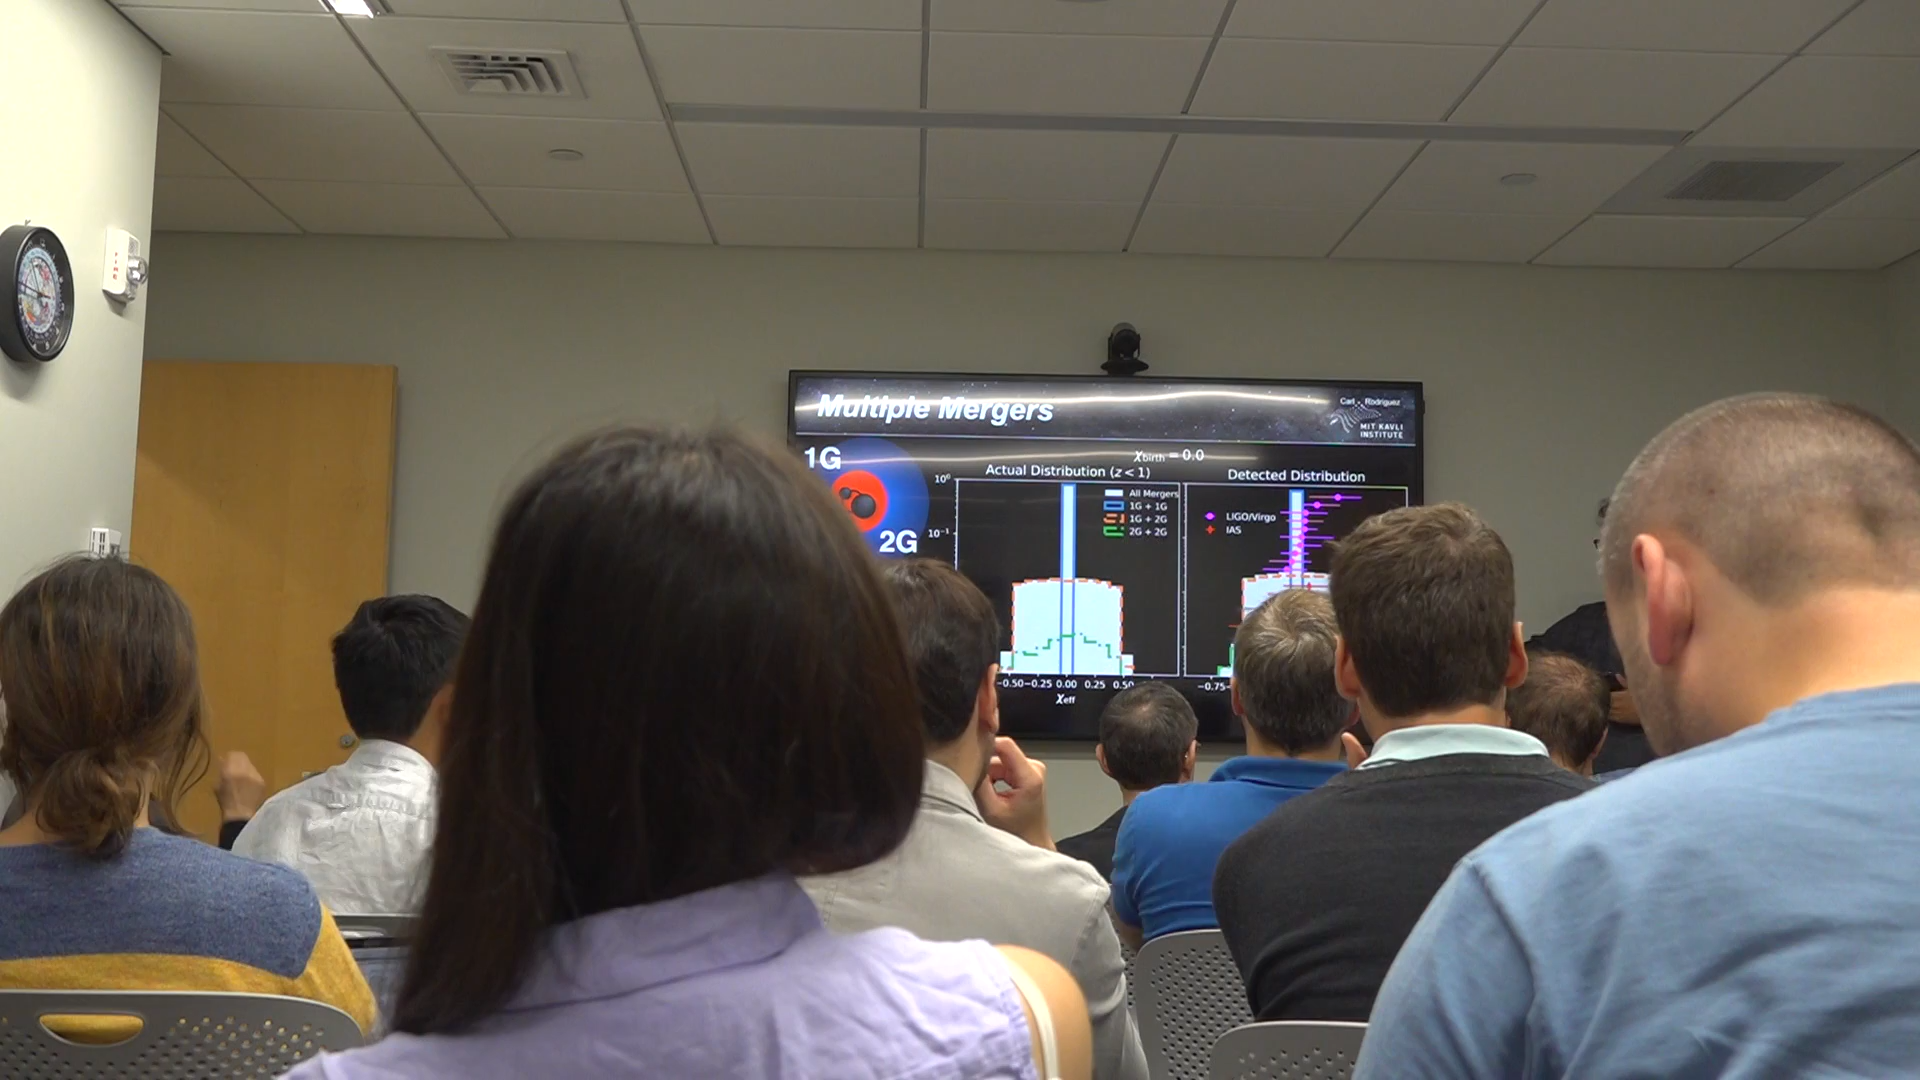 Multiple Mergers
Carl Rodriguez
MIT KAVLI
INSTITUTE
1G
2G
χbirth = 0.0
Actual Distribution (z < 1)
10⁰
10⁻¹
All Mergers
1G + 1G
1G + 2G
2G + 2G
−0.50 −0.25 0.00 0.25 0.50
χeff
Detected Distribution
LIGO/Virgo
IAS
−0.75
FIRE